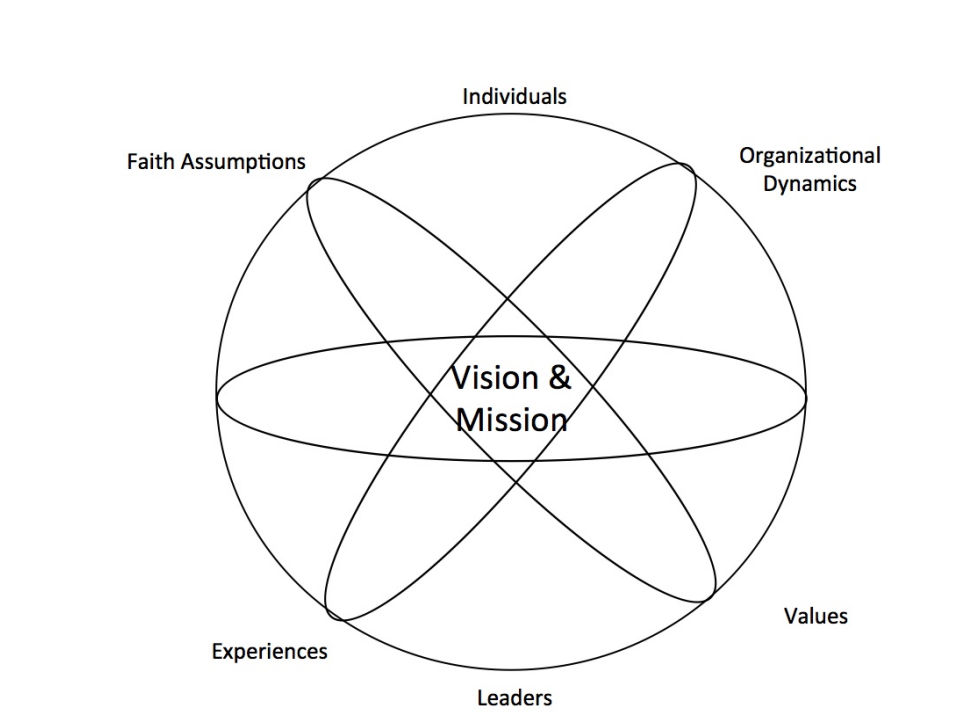 Individuals
Faith Assumptions
Organizational
Dynamics
Vision &
Mission
Values
Experiences
Leaders